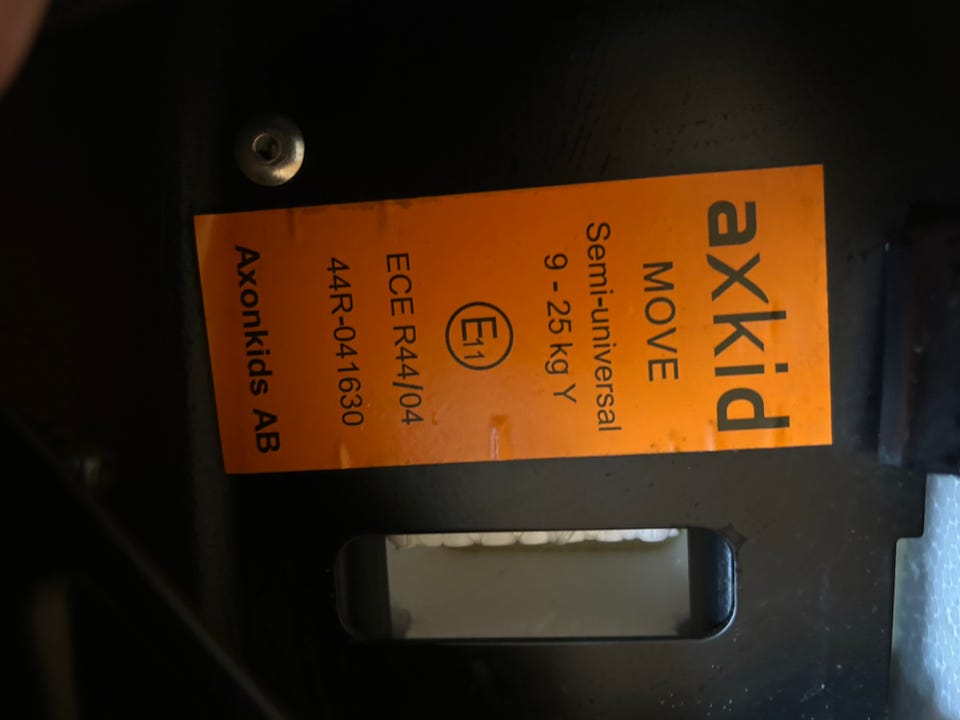 axkid
MOVE
Semi-universal
9 - 25 kg Y
E11
ECE R44/04
44R-041630
Axonkids AB